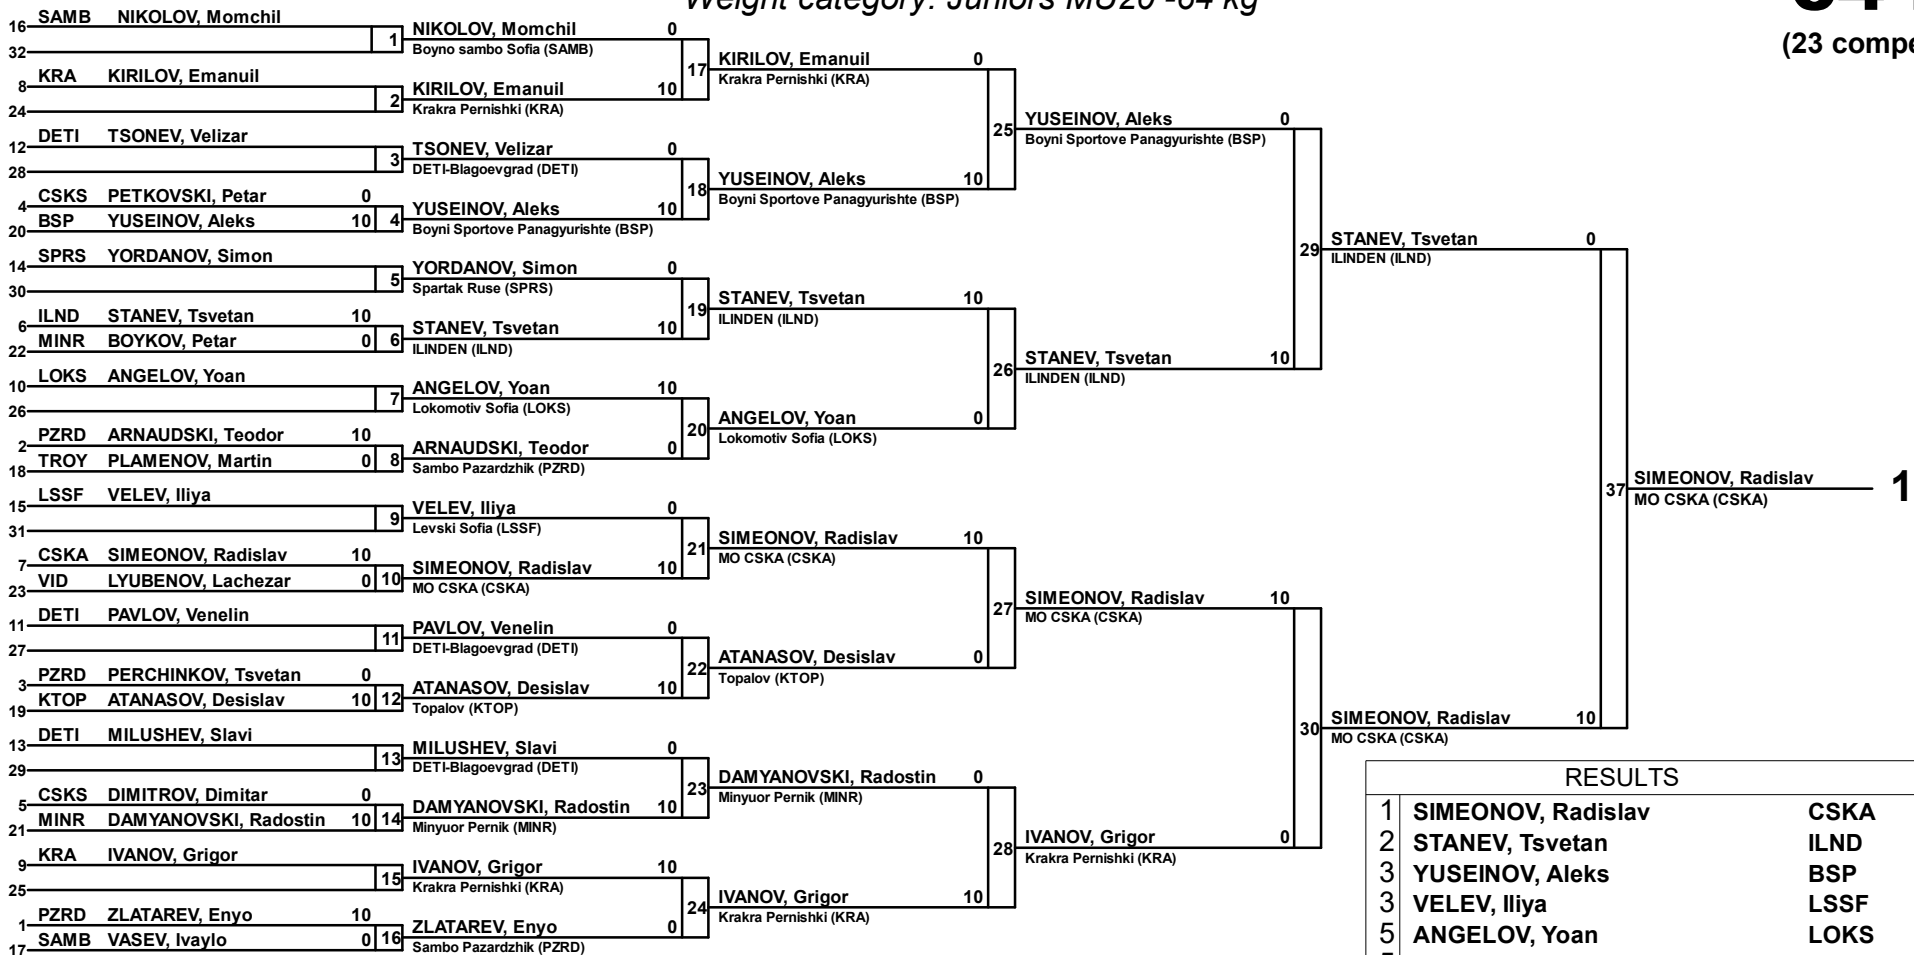 Weight category: Juniors MU20 -64 kg
(23
16 SAMB NIKOLOV, Momchil
32
1 NIKOLOV, Momchil 0
Boyno sambo Sofia (SAMB)
8 KRA KIRILOV, Emanuil
24
2 KIRILOV, Emanuil 10
Krakra Pernishki (KRA)
12 DETI TSONEV, Velizar
28
3 TSONEV, Velizar 0
DETI-Blagoevgrad (DETI)
4 CSKS PETKOVSKI, Petar 0
20 BSP YUSEINOV, Aleks 10
4 YUSEINOV, Aleks 10
Boyni Sportove Panagyurishte (BSP)
14 SPRS YORDANOV, Simon
30
5 YORDANOV, Simon 0
Spartak Ruse (SPRS)
6 ILND STANEV, Tsvetan 10
22 MINR BOYKOV, Petar 0
6 STANEV, Tsvetan 10
ILINDEN (ILND)
10 LOKS ANGELOV, Yoan
26
7 ANGELOV, Yoan 10
Lokomotiv Sofia (LOKS)
2 PZRD ARNAUDSKI, Teodor 10
18 TROY PLAMENOV, Martin 0
8 ARNAUDSKI, Teodor 0
Sambo Pazardzhik (PZRD)
15 LSSF VELEV, Iliya
31
9 VELEV, Iliya 0
Levski Sofia (LSSF)
7 CSKA SIMEONOV, Radislav 10
23 VID LYUBENOV, Lachezar 0
10 SIMEONOV, Radislav 10
MO CSKA (CSKA)
11 DETI PAVLOV, Venelin
27
11 PAVLOV, Venelin 0
DETI-Blagoevgrad (DETI)
3 PZRD PERCHINKOV, Tsvetan 0
19 KTOP ATANASOV, Desislav 10
12 ATANASOV, Desislav 10
Topalov (KTOP)
13 DETI MILUSHEV, Slavi
29
13 MILUSHEV, Slavi 0
DETI-Blagoevgrad (DETI)
5 CSKS DIMITROV, Dimitar 0
21 MINR DAMYANOVSKI, Radostin 10
14 DAMYANOVSKI, Radostin 10
Minyuor Pernik (MINR)
9 KRA IVANOV, Grigor
25
15 IVANOV, Grigor 10
Krakra Pernishki (KRA)
1 PZRD ZLATAREV, Enyo 10
17 SAMB VASEV, Ivaylo 0
16 ZLATAREV, Enyo 0
Sambo Pazardzhik (PZRD)
17 KIRILOV, Emanuil 0
Krakra Pernishki (KRA)
18 YUSEINOV, Aleks 10
Boyni Sportove Panagyurishte (BSP)
19 STANEV, Tsvetan 10
ILINDEN (ILND)
20 ANGELOV, Yoan 0
Lokomotiv Sofia (LOKS)
21 SIMEONOV, Radislav 10
MO CSKA (CSKA)
22 ATANASOV, Desislav 0
Topalov (KTOP)
23 DAMYANOVSKI, Radostin 0
Minyuor Pernik (MINR)
24 IVANOV, Grigor 10
Krakra Pernishki (KRA)
25 YUSEINOV, Aleks 0
Boyni Sportove Panagyurishte (BSP)
26 STANEV, Tsvetan 10
ILINDEN (ILND)
27 SIMEONOV, Radislav 10
MO CSKA (CSKA)
28 IVANOV, Grigor 0
Krakra Pernishki (KRA)
29 STANEV, Tsvetan 0
ILINDEN (ILND)
30 SIMEONOV, Radislav 10
MO CSKA (CSKA)
37 SIMEONOV, Radislav 1
MO CSKA (CSKA)
RESULTS
1 SIMEONOV, Radislav CSKA
2 STANEV, Tsvetan ILND
3 YUSEINOV, Aleks BSP
3 VELEV, Iliya LSSF
5 ANGELOV, Yoan LOKS